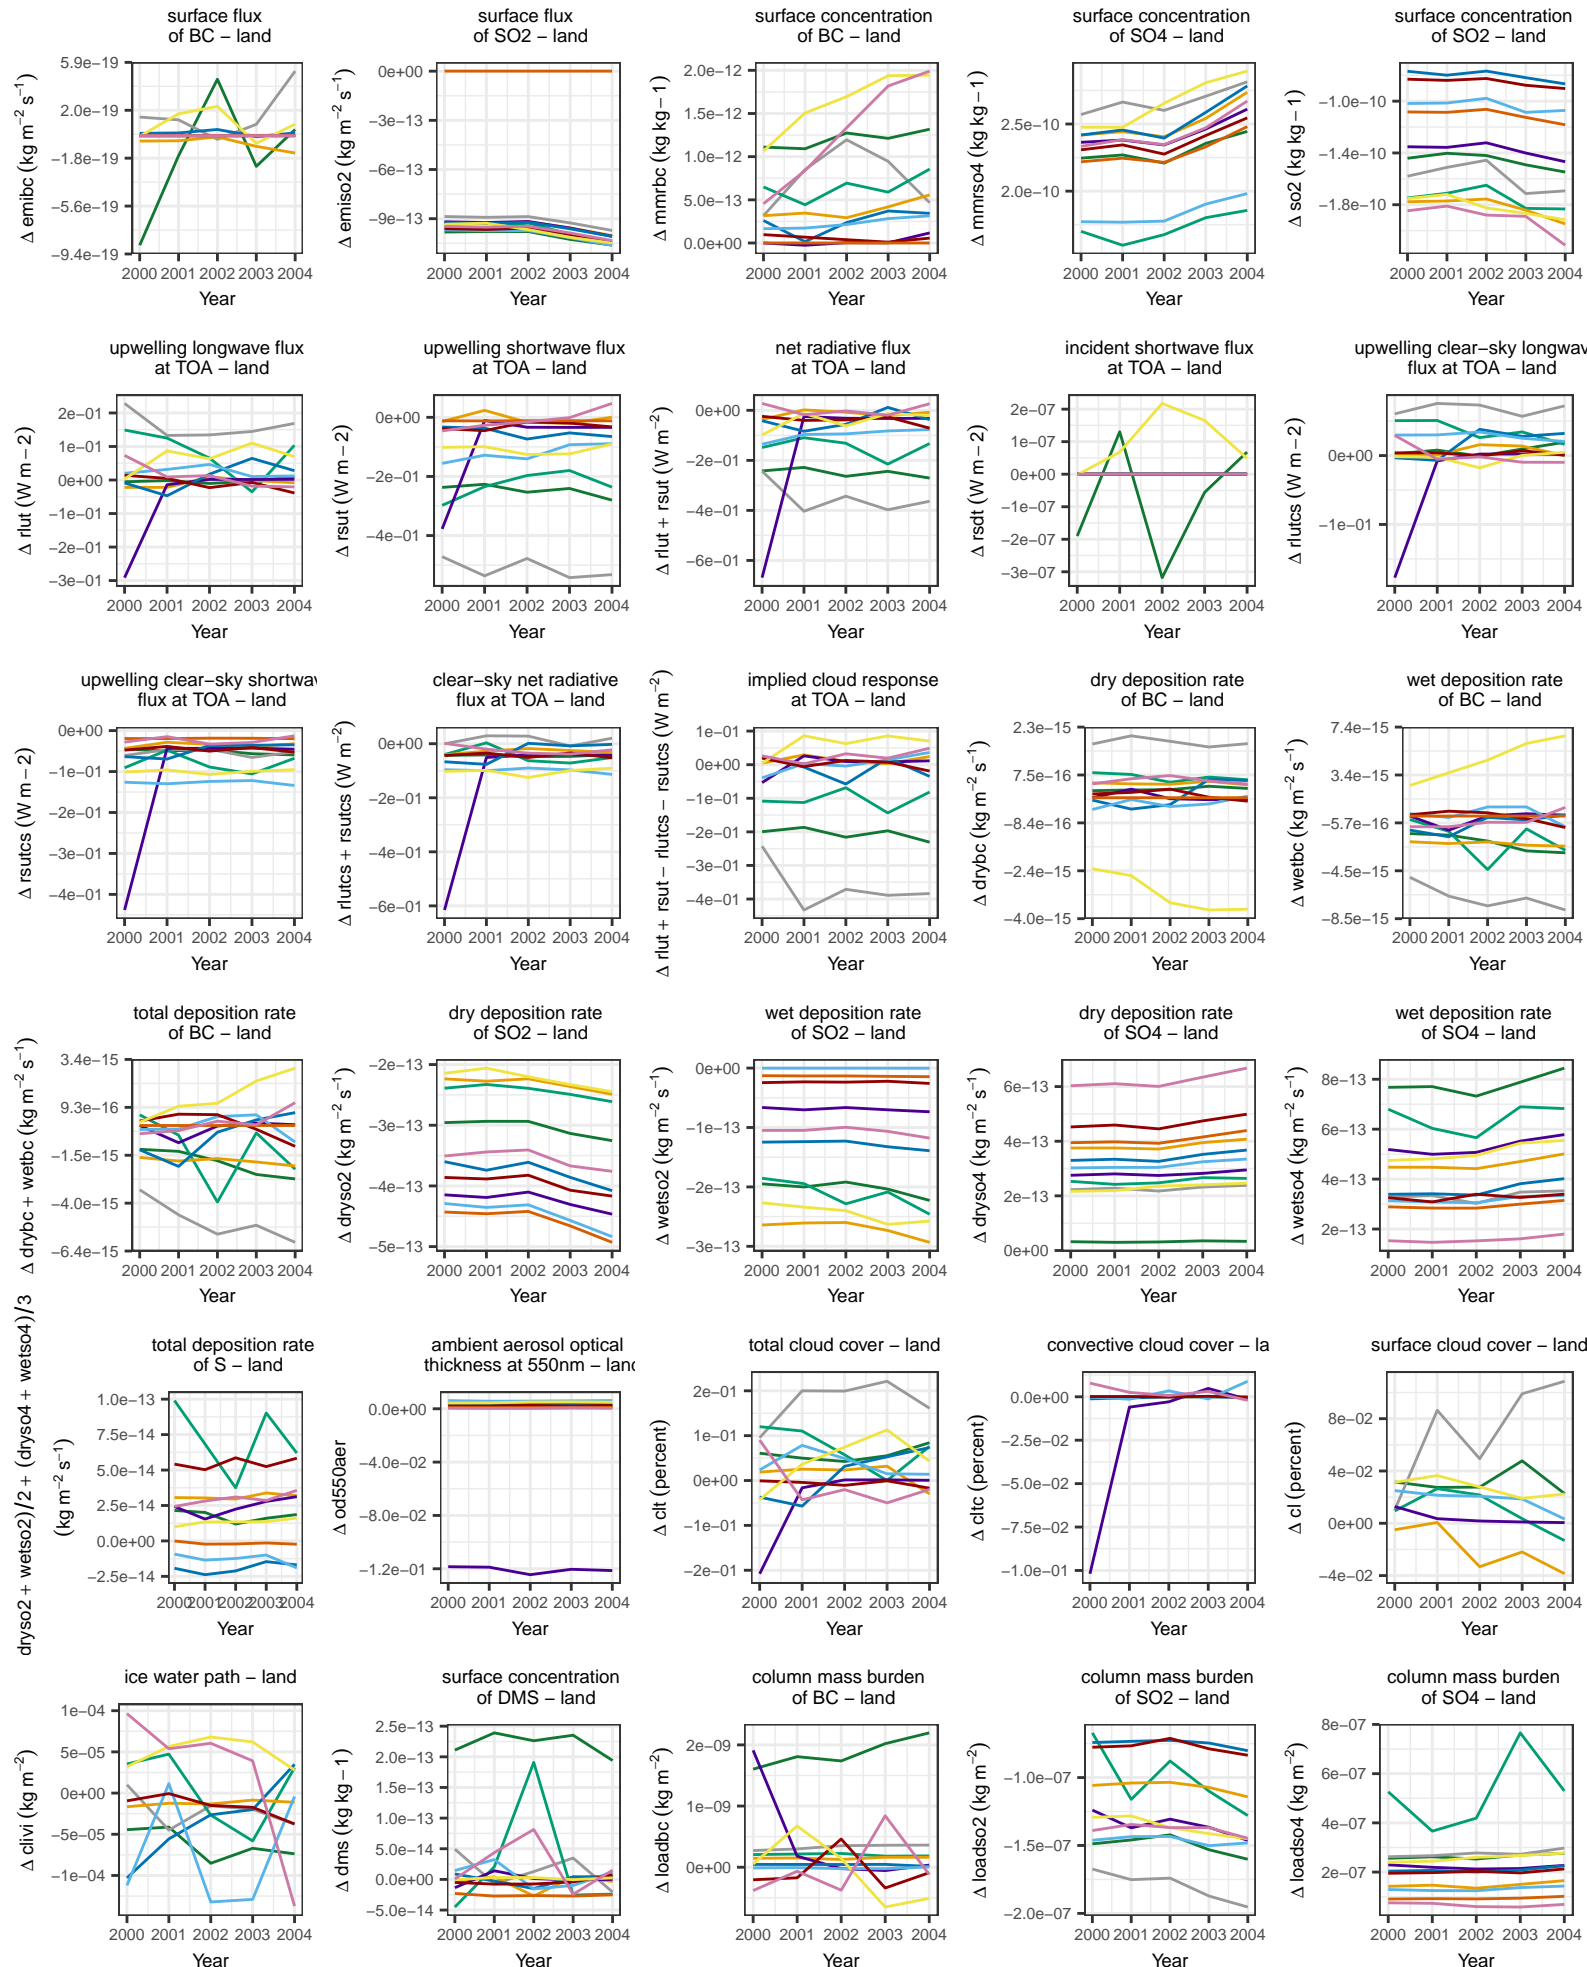 surface flux
of BC − land
surface flux
of SO2 − land
surface concentration
of BC − land
surface concentration
of SO4 − land
surface concentration
of SO2 − land
Δ emibc (kg m−2 s−1)
5.9e−19
2.0e−19
−1.8e−19
−5.6e−19
−9.4e−19
2000 2001 2002 2003 2004
Year
Δ emiso2 (kg m−2 s−1)
0e+00
−3e−13
−6e−13
−9e−13
2000 2001 2002 2003 2004
Year
Δ mmrbc (kg kg−1)
2.0e−12
1.5e−12
1.0e−12
5.0e−13
0.0e+00
2000 2001 2002 2003 2004
Year
Δ mmrso4 (kg kg−1)
2.5e−10
2.0e−10
2000 2001 2002 2003 2004
Year
Δ so2 (kg kg−1)
−1.0e−10
−1.4e−10
−1.8e−10
2000 2001 2002 2003 2004
Year
upwelling longwave flux
at TOA − land
upwelling shortwave flux
at TOA − land
net radiative flux
at TOA − land
incident shortwave flux
at TOA − land
upwelling clear−sky longwav
flux at TOA − land
Δ rlut (W m−2)
2e−01
1e−01
0e+00
−1e−01
−2e−01
−3e−01
2000 2001 2002 2003 2004
Year
Δ rsut (W m−2)
0e+00
−2e−01
−4e−01
2000 2001 2002 2003 2004
Year
Δ rlut + rsut (W m−2)
0e+00
−2e−01
−4e−01
−6e−01
2000 2001 2002 2003 2004
Year
Δ rsdt (W m−2)
2e−07
1e−07
0e+00
−1e−07
−2e−07
−3e−07
2000 2001 2002 2003 2004
Year
Δ rlutcs (W m−2)
0e+00
−1e−01
2000 2001 2002 2003 2004
Year
upwelling clear−sky shortwav
flux at TOA − land
clear−sky net radiative
flux at TOA − land
implied cloud response
at TOA − land
dry deposition rate
of BC − land
wet deposition rate
of BC − land
Δ rsutcs (W m−2)
0e+00
−1e−01
−2e−01
−3e−01
−4e−01
2000 2001 2002 2003 2004
Year
Δ rlutcs + rsutcs (W m−2)
0e+00
−2e−01
−4e−01
−6e−01
2000 2001 2002 2003 2004
Year
Δ rlut + rsut − rlutcs − rsutcs (W m−2)
1e−01
0e+00
−1e−01
−2e−01
−3e−01
−4e−01
2000 2001 2002 2003 2004
Year
Δ drybc (kg m−2 s−1)
2.3e−15
7.5e−16
−8.4e−16
−2.4e−15
−4.0e−15
2000 2001 2002 2003 2004
Year
Δ wetbc (kg m−2 s−1)
7.4e−15
3.4e−15
−5.7e−16
−4.5e−15
−8.5e−15
2000 2001 2002 2003 2004
Year
total deposition rate
of BC − land
dry deposition rate
of SO2 − land
wet deposition rate
of SO2 − land
dry deposition rate
of SO4 − land
wet deposition rate
of SO4 − land
Δ drybc + wetbc (kg m−2 s−1)
3.4e−15
9.3e−16
−1.5e−15
−4.0e−15
−6.4e−15
2000 2001 2002 2003 2004
Year
Δ dryso2 (kg m−2 s−1)
−2e−13
−3e−13
−4e−13
−5e−13
2000 2001 2002 2003 2004
Year
Δ wetso2 (kg m−2 s−1)
0e+00
−1e−13
−2e−13
−3e−13
2000 2001 2002 2003 2004
Year
Δ dryso4 (kg m−2 s−1)
6e−13
4e−13
2e−13
0e+00
2000 2001 2002 2003 2004
Year
Δ wetso4 (kg m−2 s−1)
8e−13
6e−13
4e−13
2e−13
2000 2001 2002 2003 2004
Year
total deposition rate
of S − land
ambient aerosol optical
thickness at 550nm − land
total cloud cover − land
convective cloud cover − la
surface cloud cover − land
dryso2 + wetso2)/2 + (dryso4 + wetso4)/3
(kg m−2 s−1)
1.0e−13
7.5e−14
5.0e−14
2.5e−14
0.0e+00
−2.5e−14
2000 2001 2002 2003 2004
Year
Δ od550aer
0.0e+00
−4.0e−02
−8.0e−02
−1.2e−01
2000 2001 2002 2003 2004
Year
Δ clt (percent)
2e−01
1e−01
0e+00
−1e−01
−2e−01
2000 2001 2002 2003 2004
Year
Δ cltc (percent)
0.0e+00
−2.5e−02
−5.0e−02
−7.5e−02
−1.0e−01
2000 2001 2002 2003 2004
Year
Δ cl (percent)
8e−02
4e−02
0e+00
−4e−02
2000 2001 2002 2003 2004
Year
ice water path − land
surface concentration
of DMS − land
column mass burden
of BC − land
column mass burden
of SO2 − land
column mass burden
of SO4 − land
Δ clivi (kg m−2)
1e−04
5e−05
0e+00
−5e−05
−1e−04
2000 2001 2002 2003 2004
Year
Δ dms (kg kg−1)
2.5e−13
2.0e−13
1.5e−13
1.0e−13
5.0e−14
0.0e+00
−5.0e−14
2000 2001 2002 2003 2004
Year
Δ loadbc (kg m−2)
2e−09
1e−09
0e+00
2000 2001 2002 2003 2004
Year
Δ loadso2 (kg m−2)
−1.0e−07
−1.5e−07
−2.0e−07
2000 2001 2002 2003 2004
Year
Δ loadso4 (kg m−2)
8e−07
6e−07
4e−07
2e−07
2000 2001 2002 2003 2004
Year